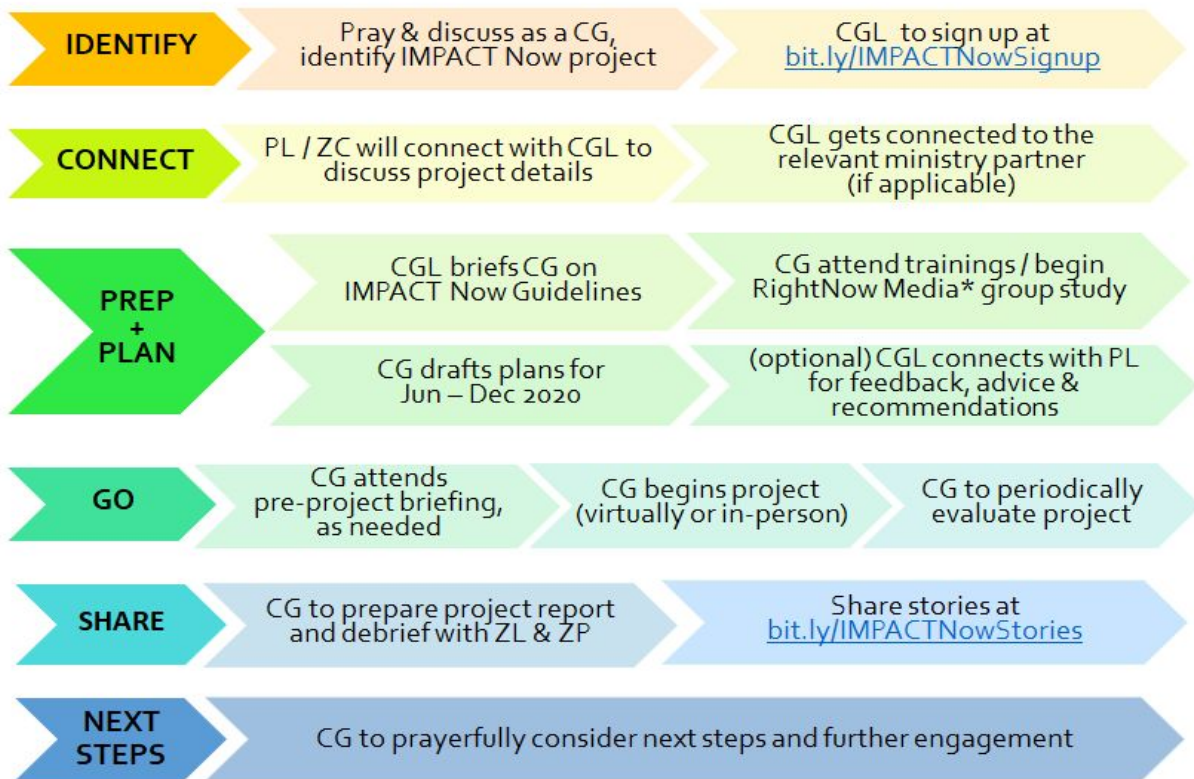 IDENTIFY
Pray & discuss as a CG,
identify IMPACT Now project
CGL to sign up at
bit.ly/IMPACTNowSignup
CONNECT
PL / ZC will connect with CGL to
discuss project details
CGL gets connected to the
relevant ministry partner
(if applicable)
PREP
+
PLAN
CGL briefs CG on
IMPACT Now Guidelines
CG attend trainings / begin
RightNow Media* group study
CG drafts plans for
Jun – Dec 2020
(optional) CGL connects with PL
for feedback, advice &
recommendations
GO
CG attends
pre-project briefing,
as needed
CG begins project
(virtually or in-person)
CG to periodically
evaluate project
SHARE
CG to prepare project report
and debrief with ZL & ZP
Share stories at
bit.ly/IMPACTNowStories
NEXT
STEPS
CG to prayerfully consider next steps and further engagement